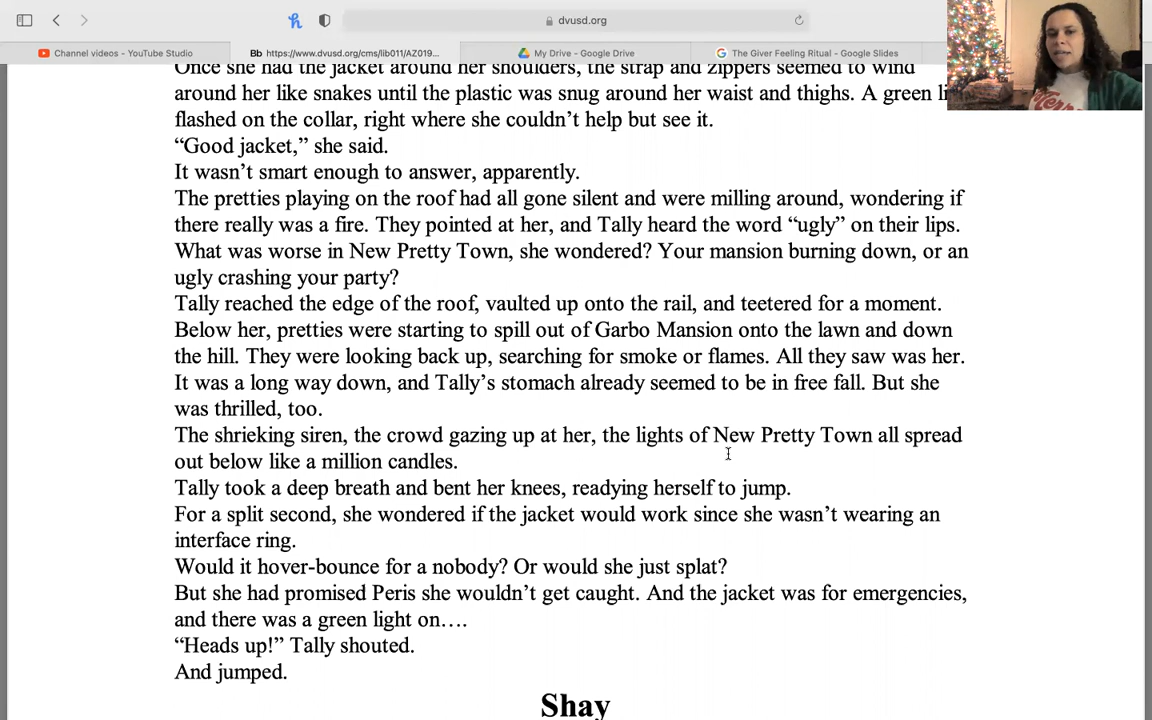 dvusd.org
Channel videos - YouTube Studio
Bb https://www.dvusd.org/cms/lib011/AZ019...
My Drive - Google Drive
The Giver Feeling Ritual - Google Slides
Once she had the jacket around her shoulders, the strap and zippers seemed to wind
around her like snakes until the plastic was snug around her waist and thighs. A green
flashed on the collar, right where she couldn’t help but see it.
“Good jacket,” she said.
It wasn’t smart enough to answer, apparently.
The pretties playing on the roof had all gone silent and were milling around, wondering if
there really was a fire. They pointed at her, and Tally heard the word “ugly” on their lips.
What was worse in New Pretty Town, she wondered? Your mansion burning down, or an
ugly crashing your party?
Tally reached the edge of the roof, vaulted up onto the rail, and teetered for a moment.
Below her, pretties were starting to spill out of Garbo Mansion onto the lawn and down
the hill. They were looking back up, searching for smoke or flames. All they saw was her.
It was a long way down, and Tally’s stomach already seemed to be in free fall. But she
was thrilled, too.
The shrieking siren, the crowd gazing up at her, the lights of New Pretty Town all spread
out below like a million candles.
Tally took a deep breath and bent her knees, readying herself to jump.
For a split second, she wondered if the jacket would work since she wasn’t wearing an
interface ring.
Would it hover-bounce for a nobody? Or would she just splat?
But she had promised Peris she wouldn’t get caught. And the jacket was for emergencies,
and there was a green light on….
“Heads up!” Tally shouted.
And jumped.
Shay